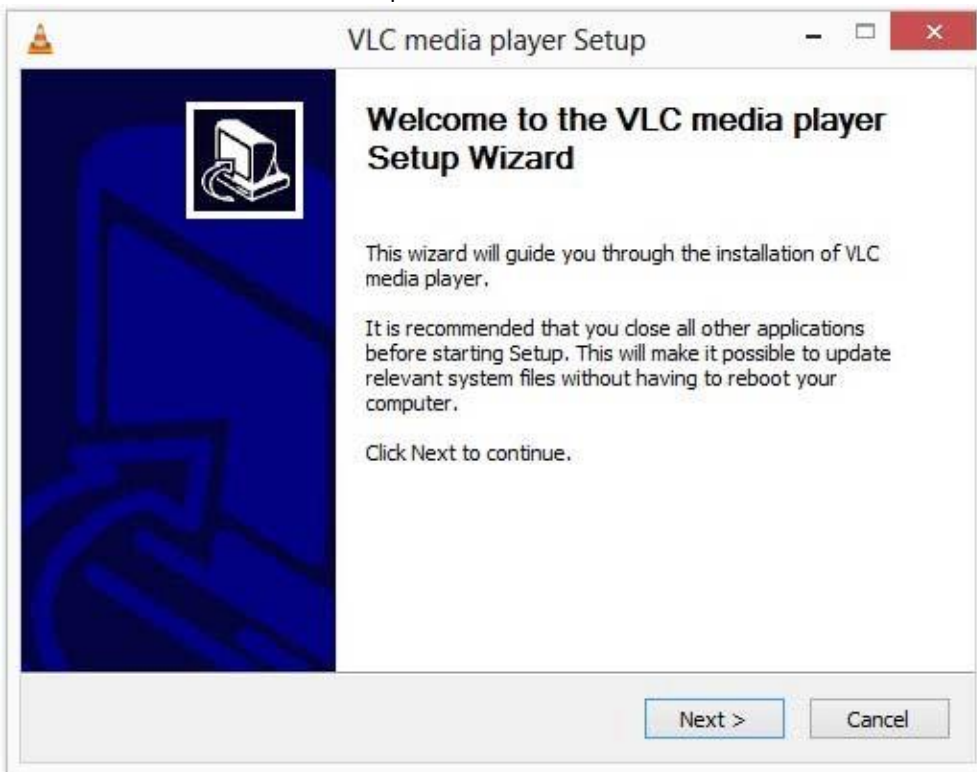 VLC media player Setup
Welcome to the VLC media player
Setup Wizard
This wizard will guide you through the installation of VLC
media player.
It is recommended that you close all other applications
before starting Setup. This will make it possible to update
relevant system files without having to reboot your
computer.
Click Next to continue.
Next >
Cancel